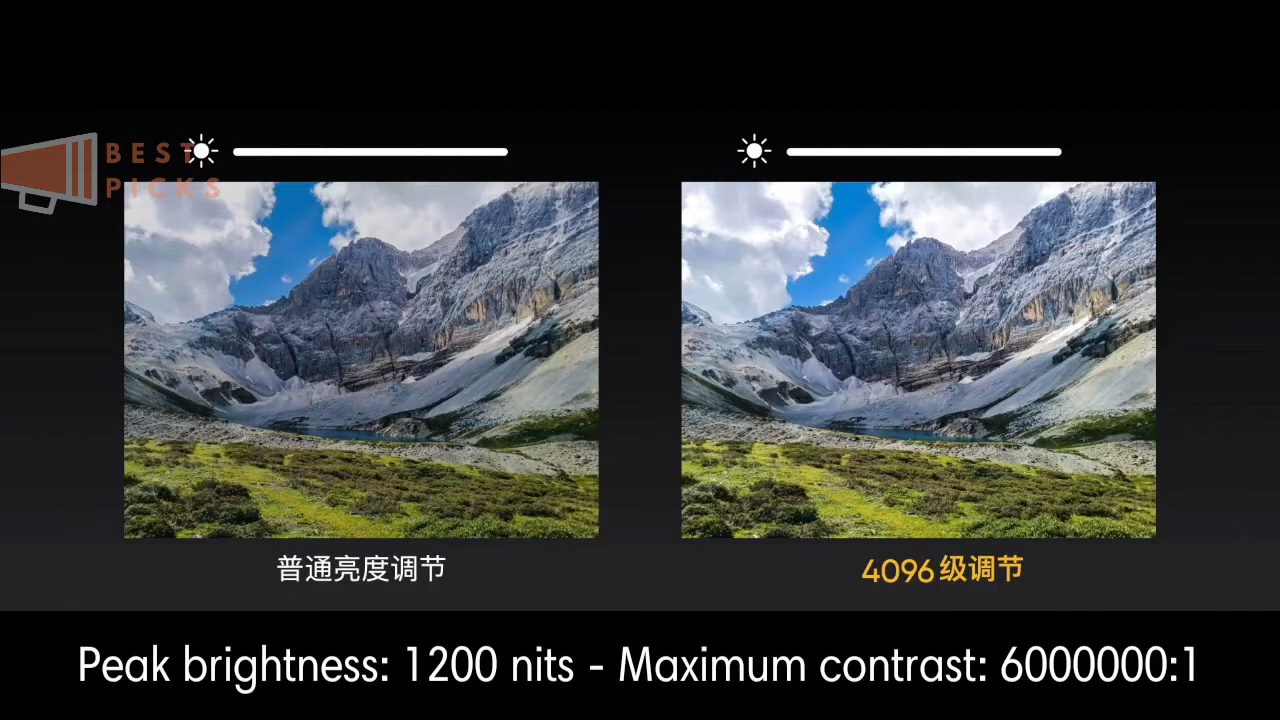 BEST
PICKS
普通亮度调节
4096级调节
Peak brightness: 1200 nits - Maximum contrast: 6000000:1